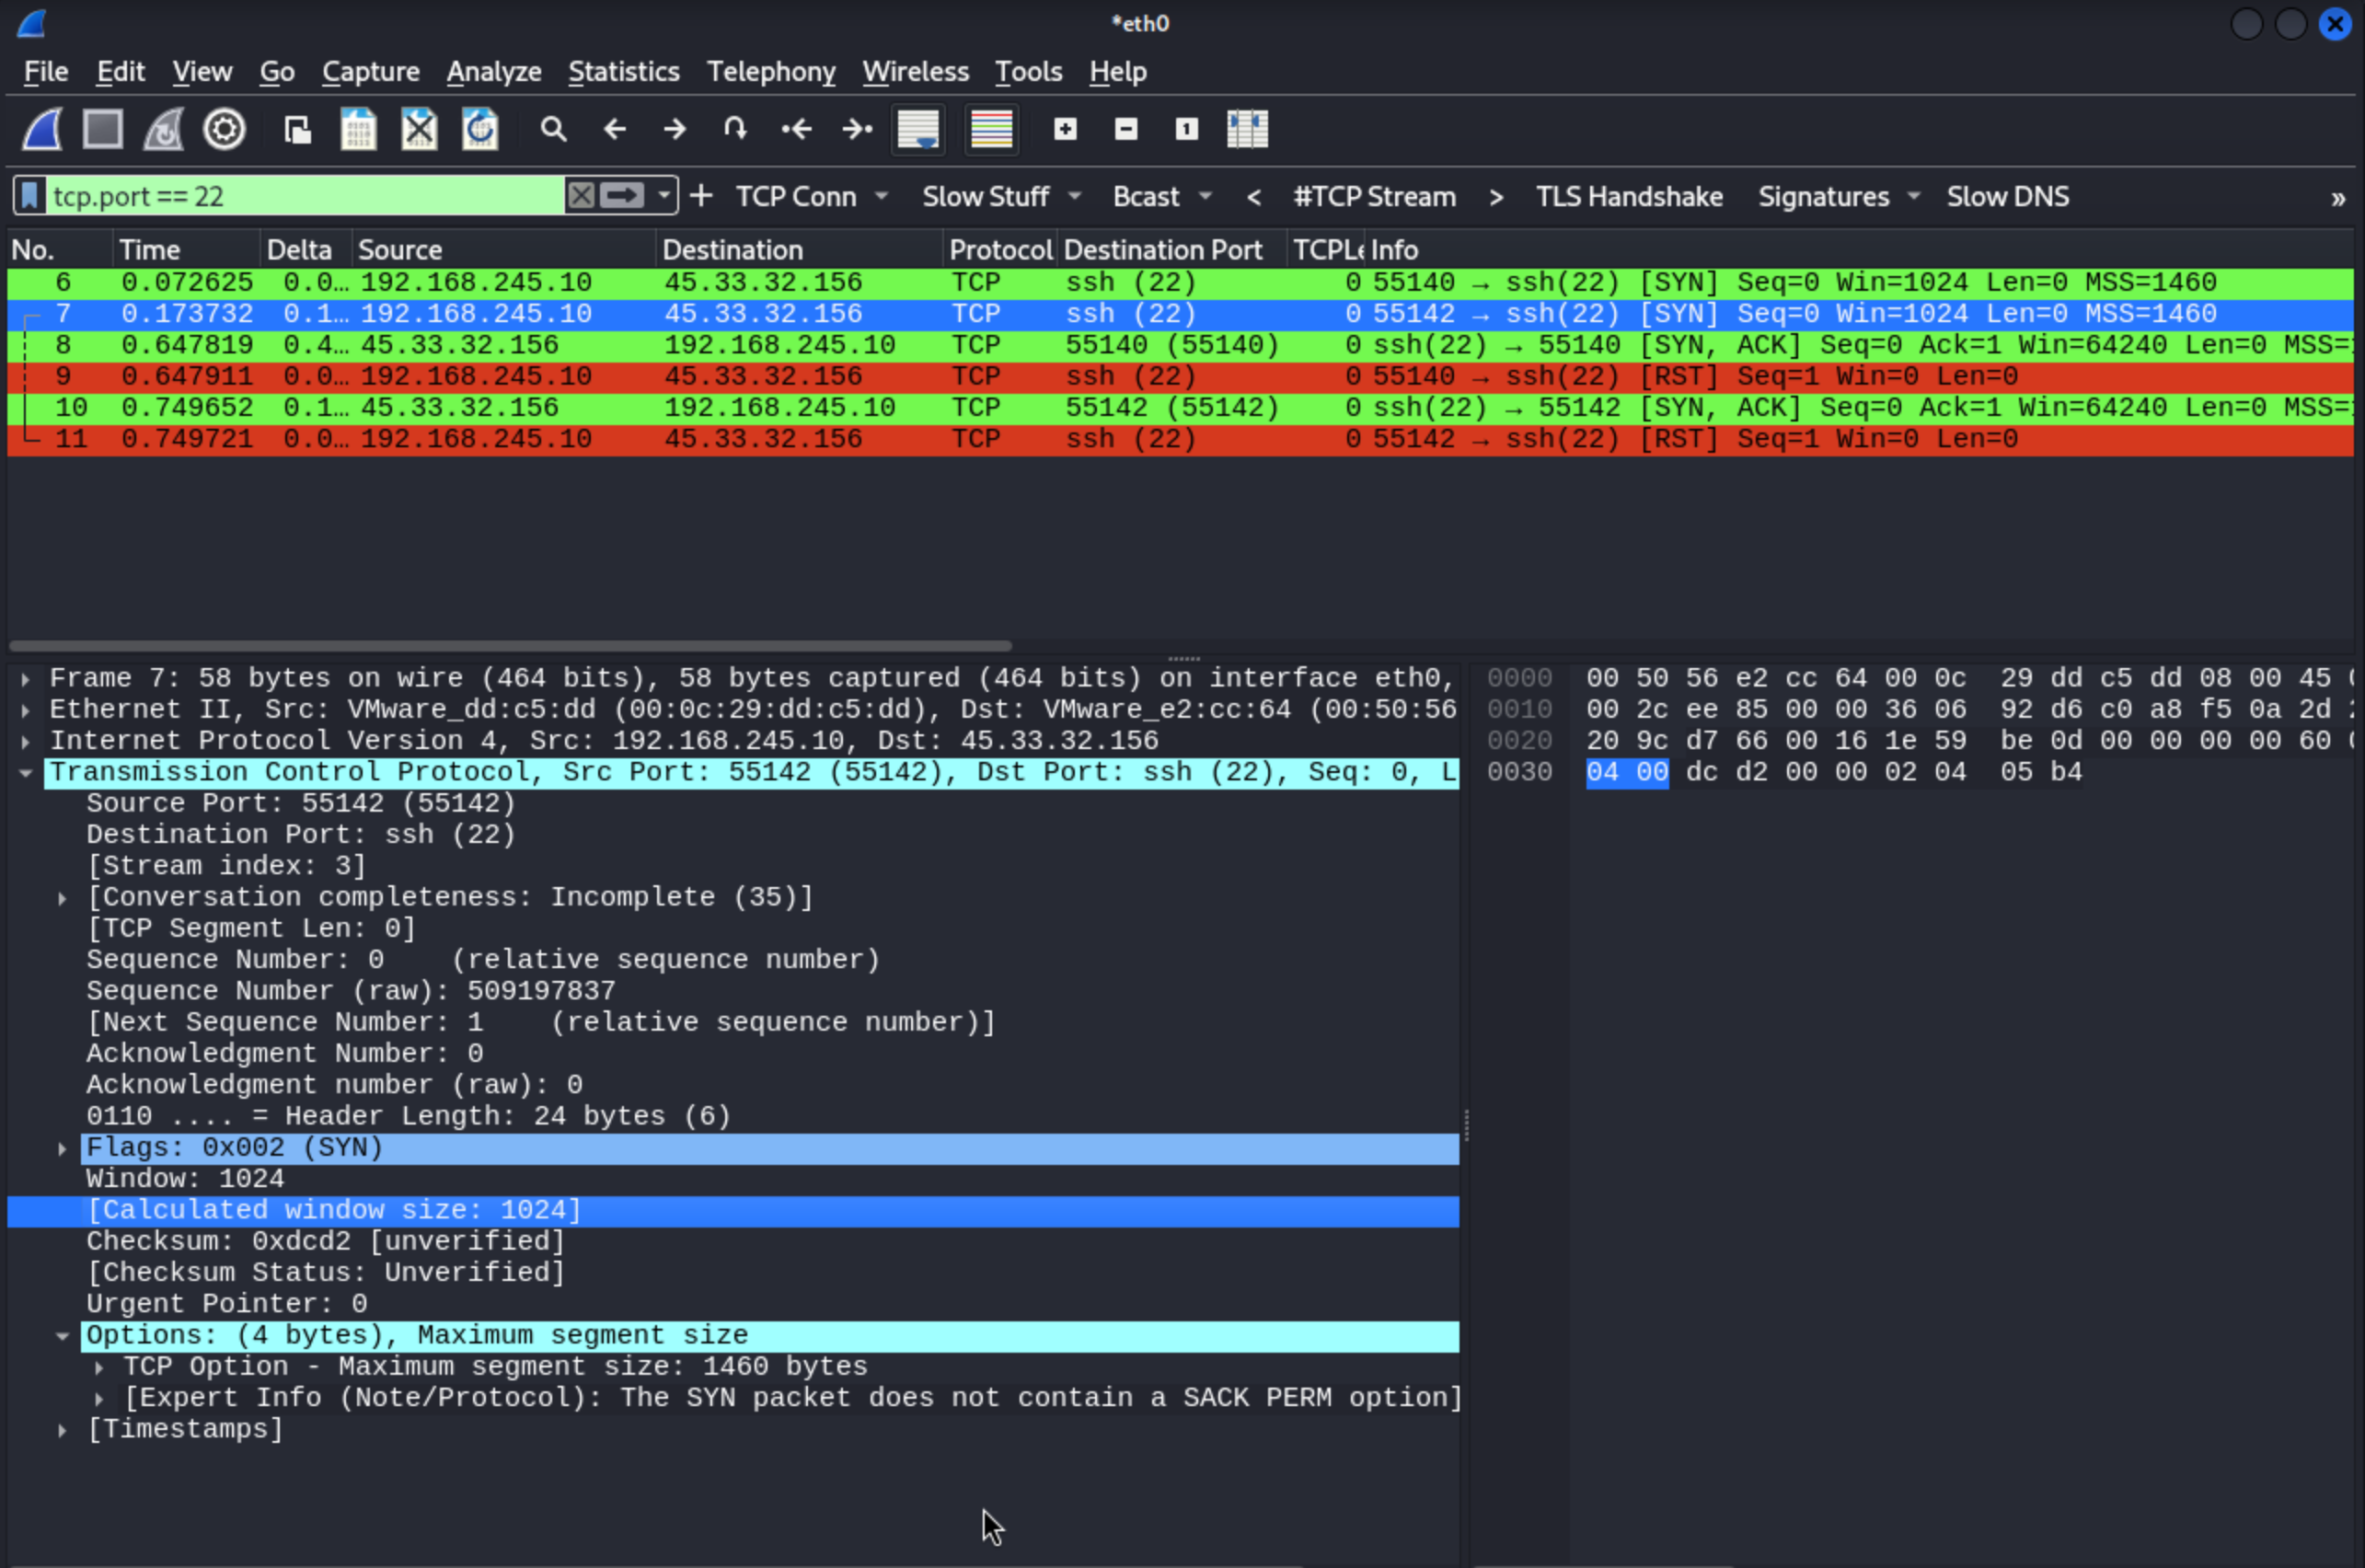 *eth0
File Edit View Go Capture Analyze Statistics Telephony Wireless Tools Help
tcp.port == 22 + TCP Conn Slow Stuff Bcast < #TCP Stream > TLS Handshake Signatures Slow DNS »
No. Time Delta Source Destination Protocol Destination Port TCPLe Info
6 0.072625 0.0… 192.168.245.10 45.33.32.156 TCP ssh (22) 0 55140 → ssh(22) [SYN] Seq=0 Win=1024 Len=0 MSS=1460
7 0.173732 0.1… 192.168.245.10 45.33.32.156 TCP ssh (22) 0 55142 → ssh(22) [SYN] Seq=0 Win=1024 Len=0 MSS=1460
8 0.647819 0.4… 45.33.32.156 192.168.245.10 TCP 55140 (55140) 0 ssh(22) → 55140 [SYN, ACK] Seq=0 Ack=1 Win=64240 Len=0 MSS=
9 0.647911 0.0… 192.168.245.10 45.33.32.156 TCP ssh (22) 0 55140 → ssh(22) [RST] Seq=1 Win=0 Len=0
10 0.749652 0.1… 45.33.32.156 192.168.245.10 TCP 55142 (55142) 0 ssh(22) → 55142 [SYN, ACK] Seq=0 Ack=1 Win=64240 Len=0 MSS=
11 0.749721 0.0… 192.168.245.10 45.33.32.156 TCP ssh (22) 0 55142 → ssh(22) [RST] Seq=1 Win=0 Len=0
Frame 7: 58 bytes on wire (464 bits), 58 bytes captured (464 bits) on interface eth0,
Ethernet II, Src: VMware_dd:c5:dd (00:0c:29:dd:c5:dd), Dst: VMware_e2:cc:64 (00:50:56
Internet Protocol Version 4, Src: 192.168.245.10, Dst: 45.33.32.156
Transmission Control Protocol, Src Port: 55142 (55142), Dst Port: ssh (22), Seq: 0, L
Source Port: 55142 (55142)
Destination Port: ssh (22)
[Stream index: 3]
[Conversation completeness: Incomplete (35)]
[TCP Segment Len: 0]
Sequence Number: 0    (relative sequence number)
Sequence Number (raw): 509197837
[Next Sequence Number: 1    (relative sequence number)]
Acknowledgment Number: 0
Acknowledgment number (raw): 0
0110 .... = Header Length: 24 bytes (6)
Flags: 0x002 (SYN)
Window: 1024
[Calculated window size: 1024]
Checksum: 0xdcd2 [unverified]
[Checksum Status: Unverified]
Urgent Pointer: 0
Options: (4 bytes), Maximum segment size
TCP Option - Maximum segment size: 1460 bytes
[Expert Info (Note/Protocol): The SYN packet does not contain a SACK PERM option]
[Timestamps]
0000 00 50 56 e2 cc 64 00 0c 29 dd c5 dd 08 00 45
0010 00 2c ee 85 00 00 36 06 92 d6 c0 a8 f5 0a 2d
0020 20 9c d7 66 00 16 1e 59 be 0d 00 00 00 00 60
0030 04 00 dc d2 00 00 02 04 05 b4